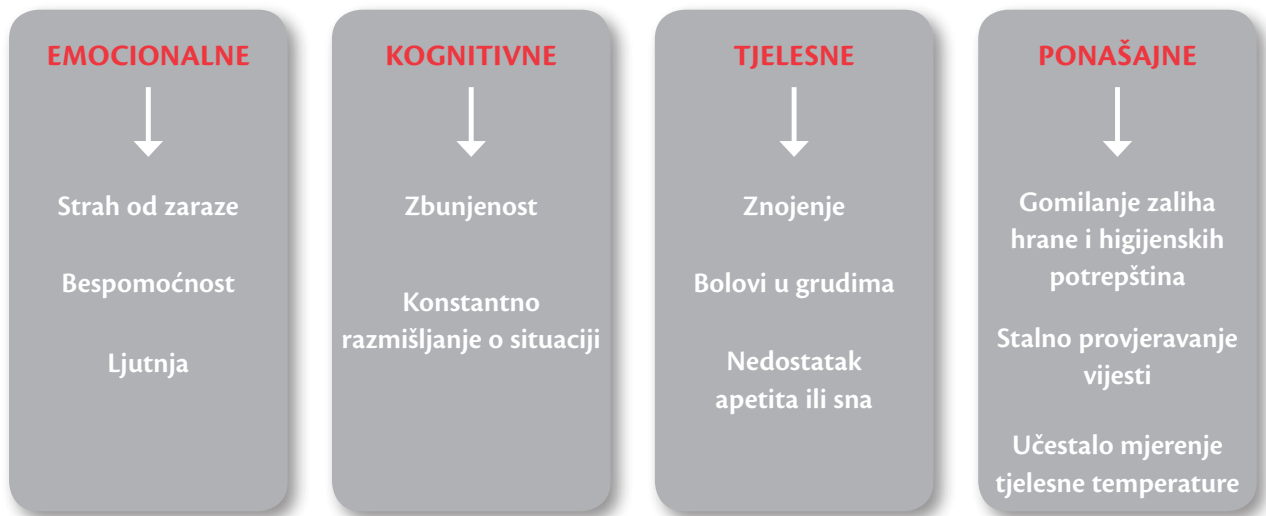 EMOCIONALNE
Strah od zaraze
Bespomoćnost
Ljutnja
KOGNITIVNE
Zbunjenost
Konstantno
razmišljanje o situaciji
TJELESNE
Znojenje
Bolovi u grudima
Nedostatak
apetita ili sna
PONAŠAJNE
Gomilanje zaliha
hrane i higijenskih
potrepština
Stalno provjeravanje
vijesti
Učestalo mjerenje
tjelesne temperature